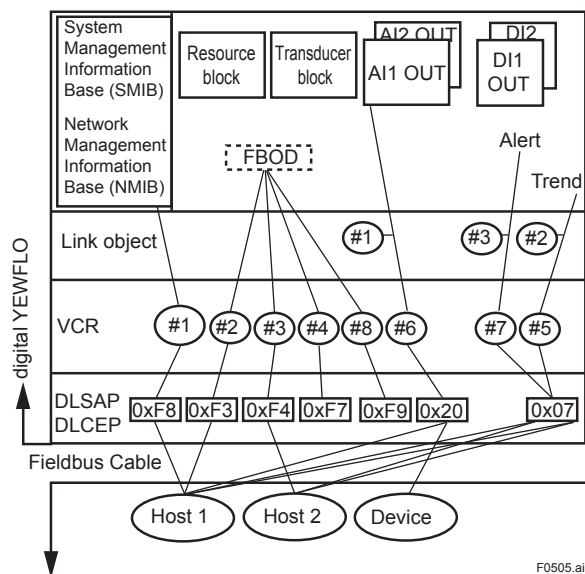 System
Management
Information
Base (SMIB)
Network
Management
Information
Base (NMIB)
Resource
block
Transducer
block
AI2 OUT
AI1 OUT
DI2
DI1
OUT
FBOD
Alert
Trend
Link object
#1
#3
#2
VCR
#1
#2
#3
#4
#8
#6
#7
#5
digital YEWFLO
DLSAP
DLCEP
0xF8
0xF3
0xF4
0xF7
0xF9
0x20
0x07
Fieldbus Cable
Host 1
Host 2
Device
F0505.ai